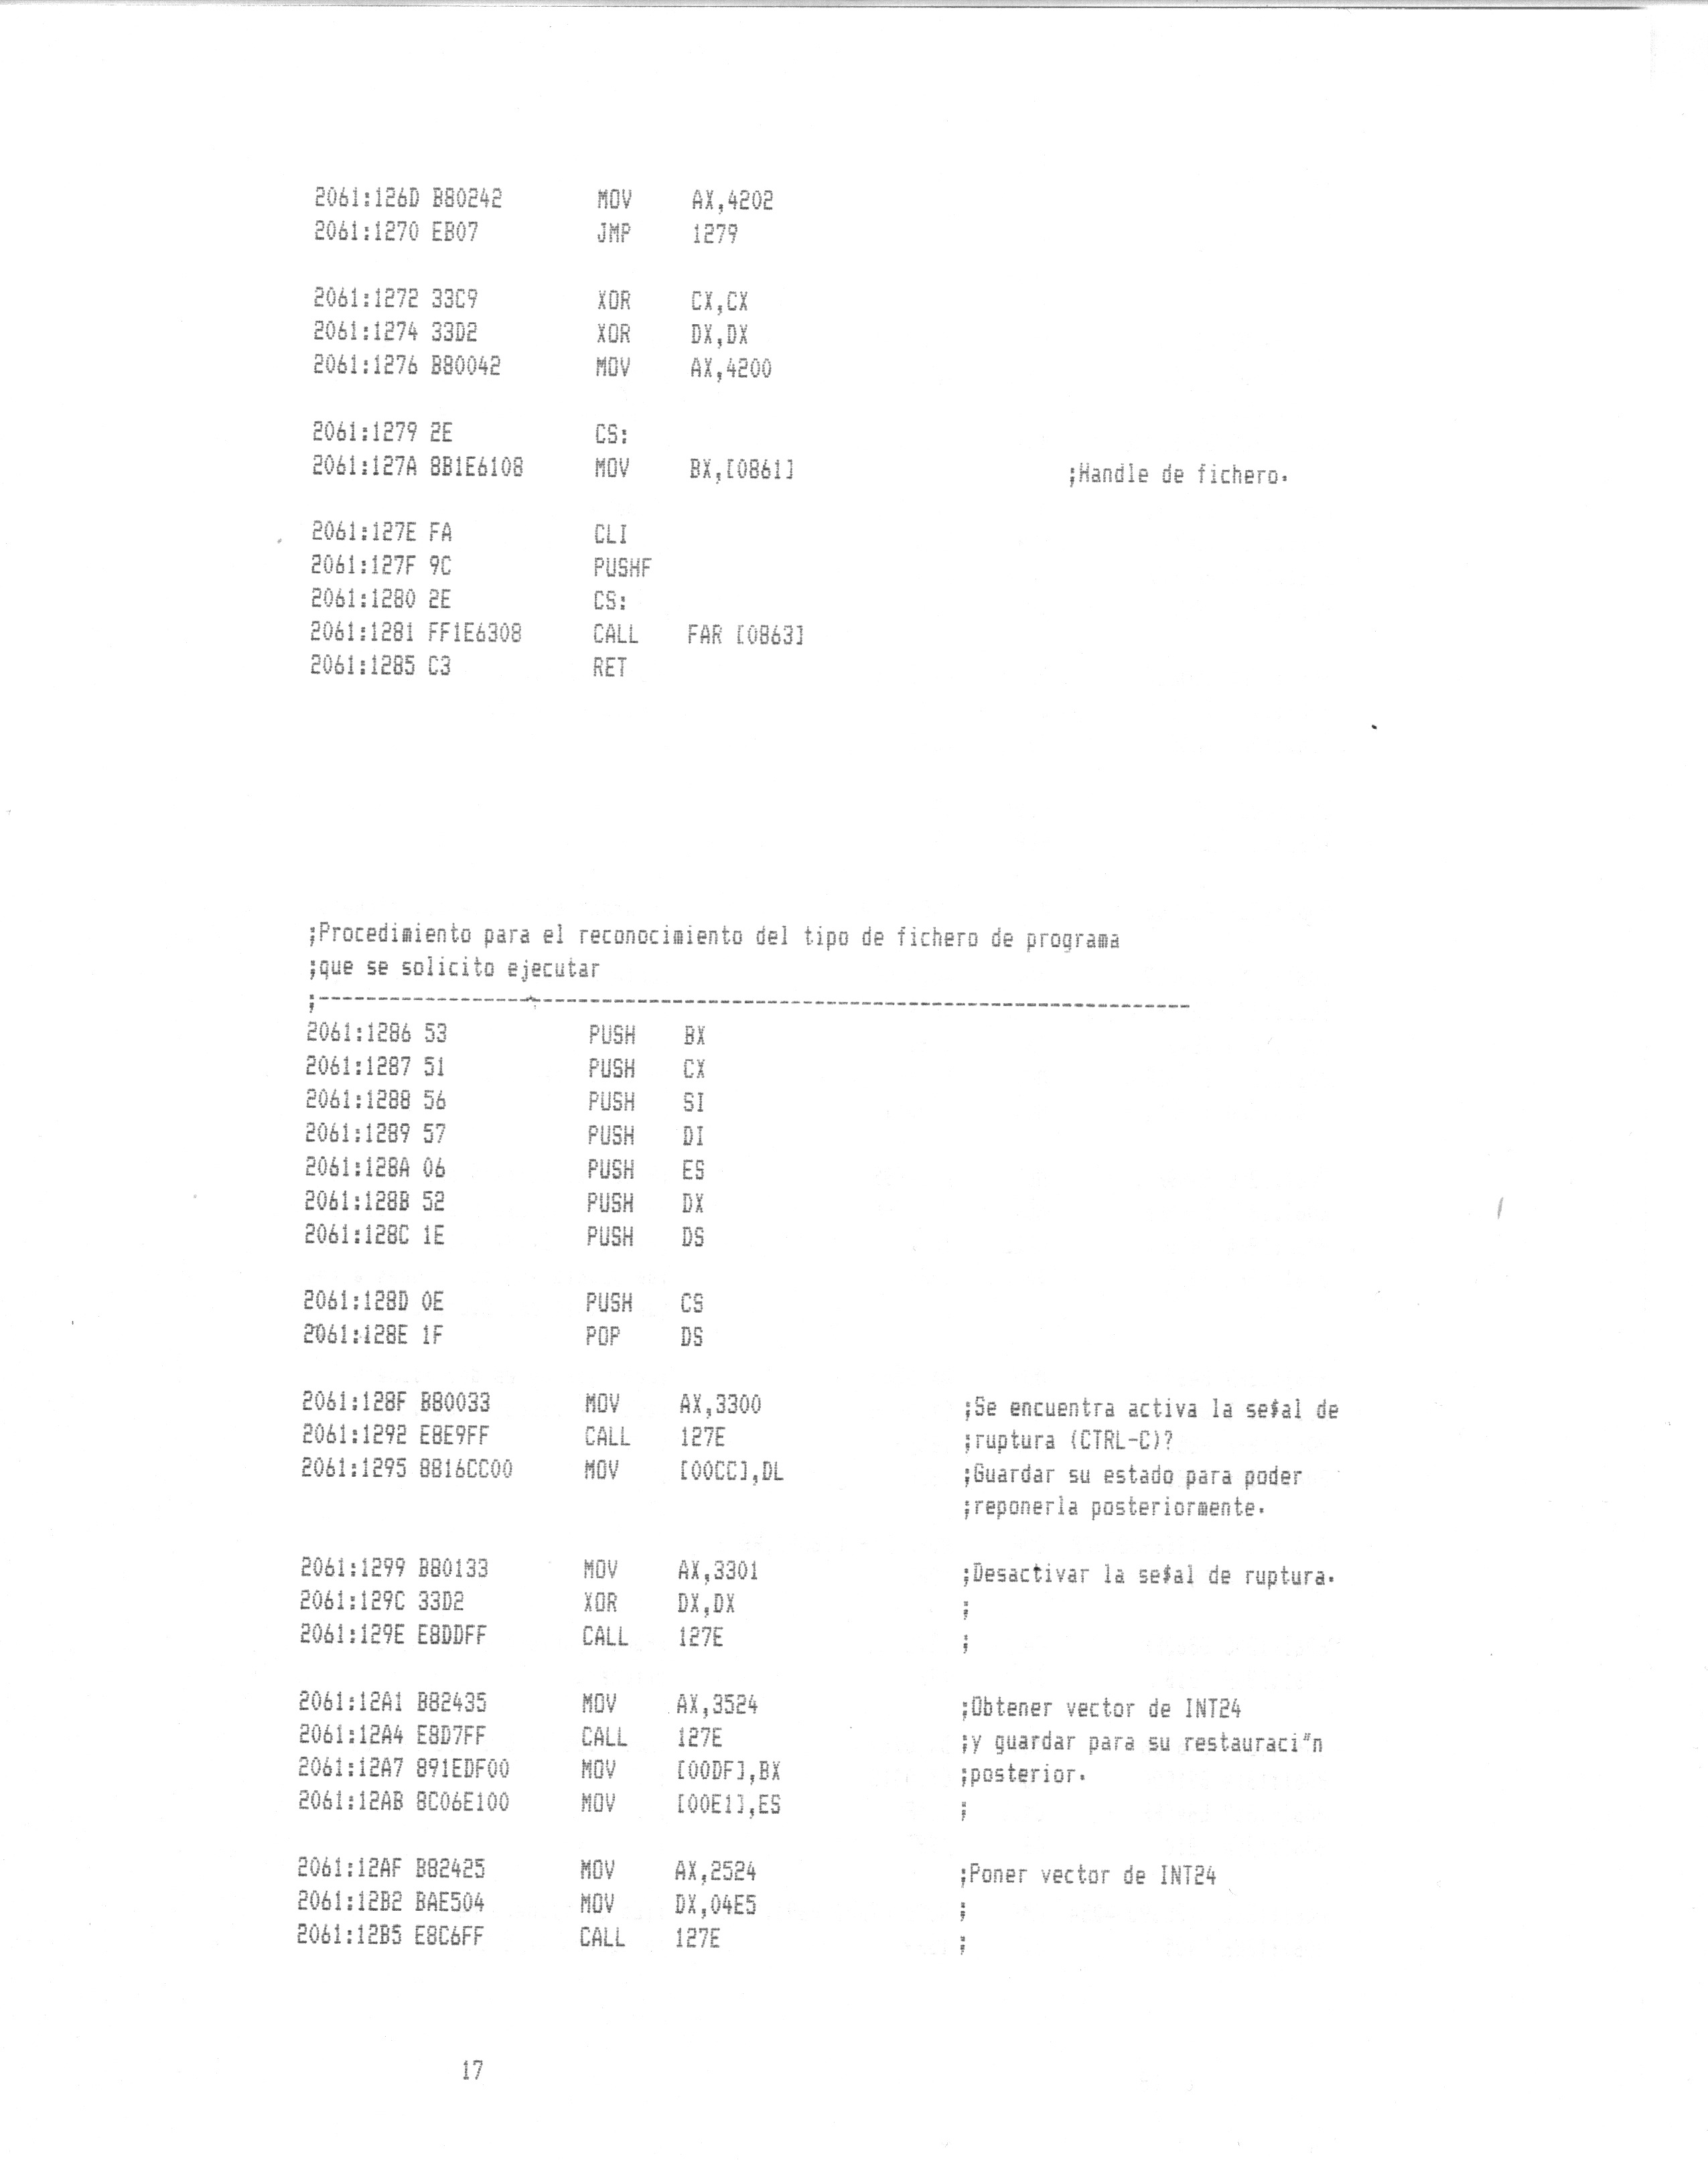 2061:126D B80242 MOV AX,4202
2061:1270 EB07 JMP 1279
2061:1272 33C9 XOR CX,CX
2061:1274 33D2 XOR DX,DX
2061:1276 B80042 MOV AX,4200
2061:1279 2E CS:
2061:127A 8B1E6108 MOV BX,[0861] ;Handle de fichero.
2061:127E FA CLI
2061:127F 9C PUSHF
2061:1280 2E CS:
2061:1281 FF1E6308 CALL FAR [0863]
2061:1285 C3 RET
;Procedimiento para el reconocimiento del tipo de fichero de programa
;que se solicito ejecutar
;--------------------------------------------------------------------------
2061:1286 53 PUSH BX
2061:1287 51 PUSH CX
2061:1288 56 PUSH SI
2061:1289 57 PUSH DI
2061:128A 06 PUSH ES
2061:128B 52 PUSH DX
2061:128C 1E PUSH DS
2061:128D 0E PUSH CS
2061:128E 1F POP DS
2061:128F B80033 MOV AX,3300 ;Se encuentra activa la se$al de
2061:1292 E8E9FF CALL 127E ;ruptura (CTRL-C)?
2061:1295 8816CC00 MOV [00CC],DL ;Guardar su estado para poder
;reponerla posteriormente.
2061:1299 B80133 MOV AX,3301 ;Desactivar la se$al de ruptura.
2061:129C 33D2 XOR DX,DX ;
2061:129E E8DDFF CALL 127E ;
2061:12A1 B82435 MOV AX,3524 ;Obtener vector de INT24
2061:12A4 E8D7FF CALL 127E ;y guardar para su restauraci"n
2061:12A7 891EDF00 MOV [00DF],BX ;posterior.
2061:12AB 8C06E100 MOV [00E1],ES ;
2061:12AF B82425 MOV AX,2524 ;Poner vector de INT24
2061:12B2 BAE504 MOV DX,04E5 ;
2061:12B5 E8C6FF CALL 127E ;
17